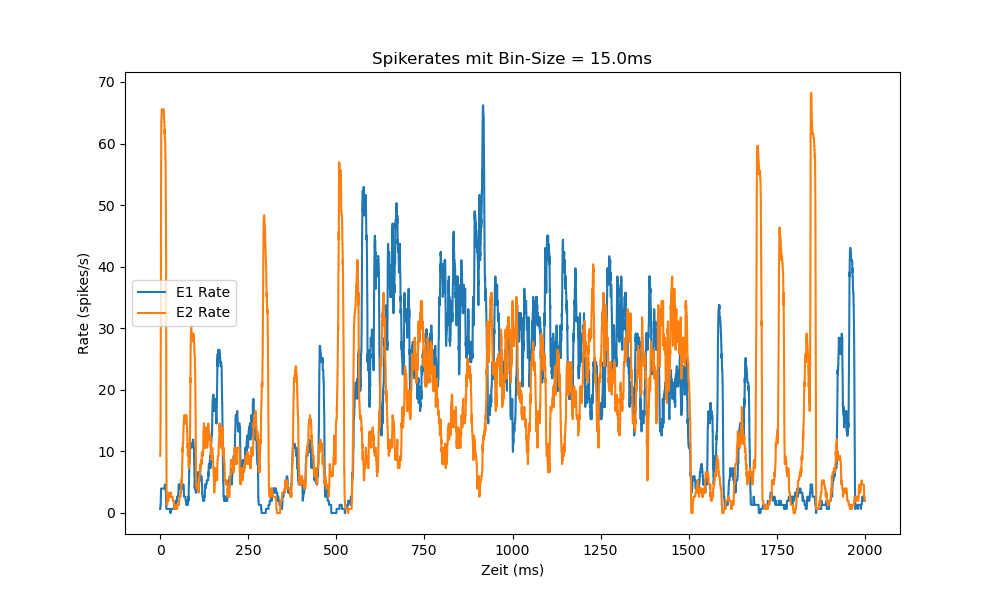 Spikerates mit Bin-Size = 15.0ms
Rate (spikes/s)
70
60
50
40
30
20
10
0
E1 Rate
E2 Rate
0 250 500 750 1000 1250 1500 1750 2000
Zeit (ms)